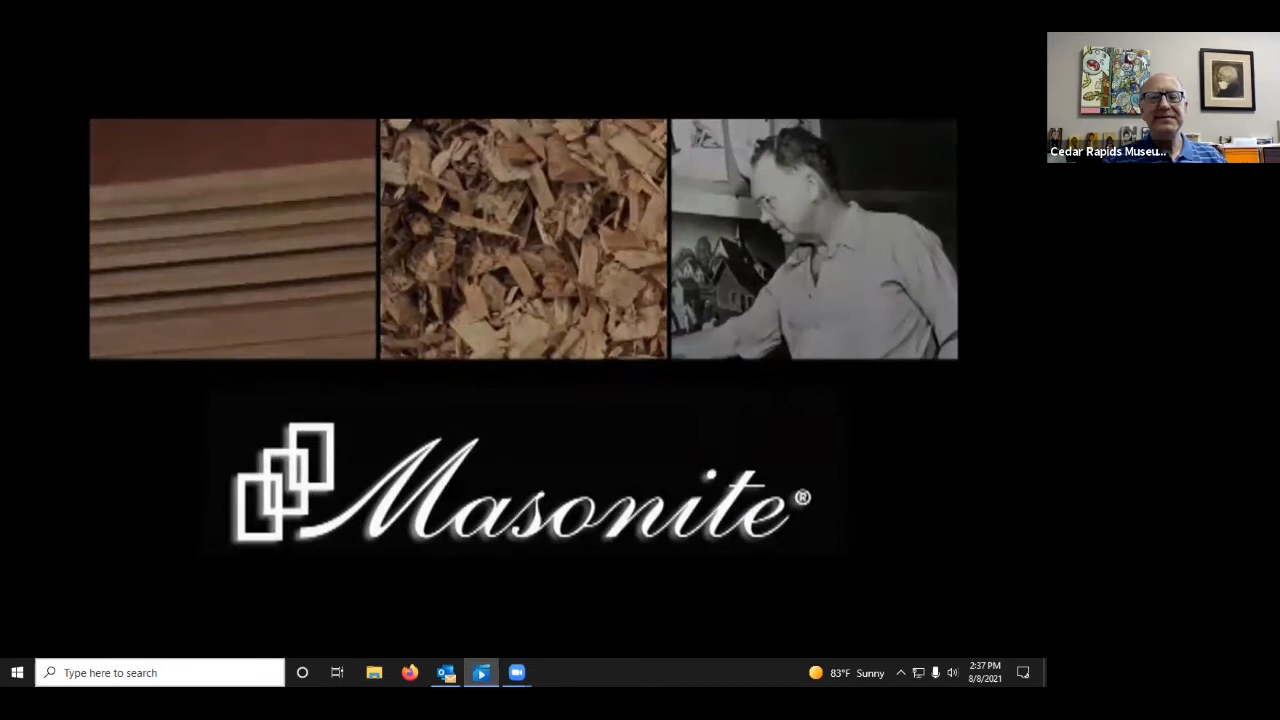 Cedar Rapids Museu...
Masonite®
Type here to search
83°F Sunny
2:37 PM
8/8/2021